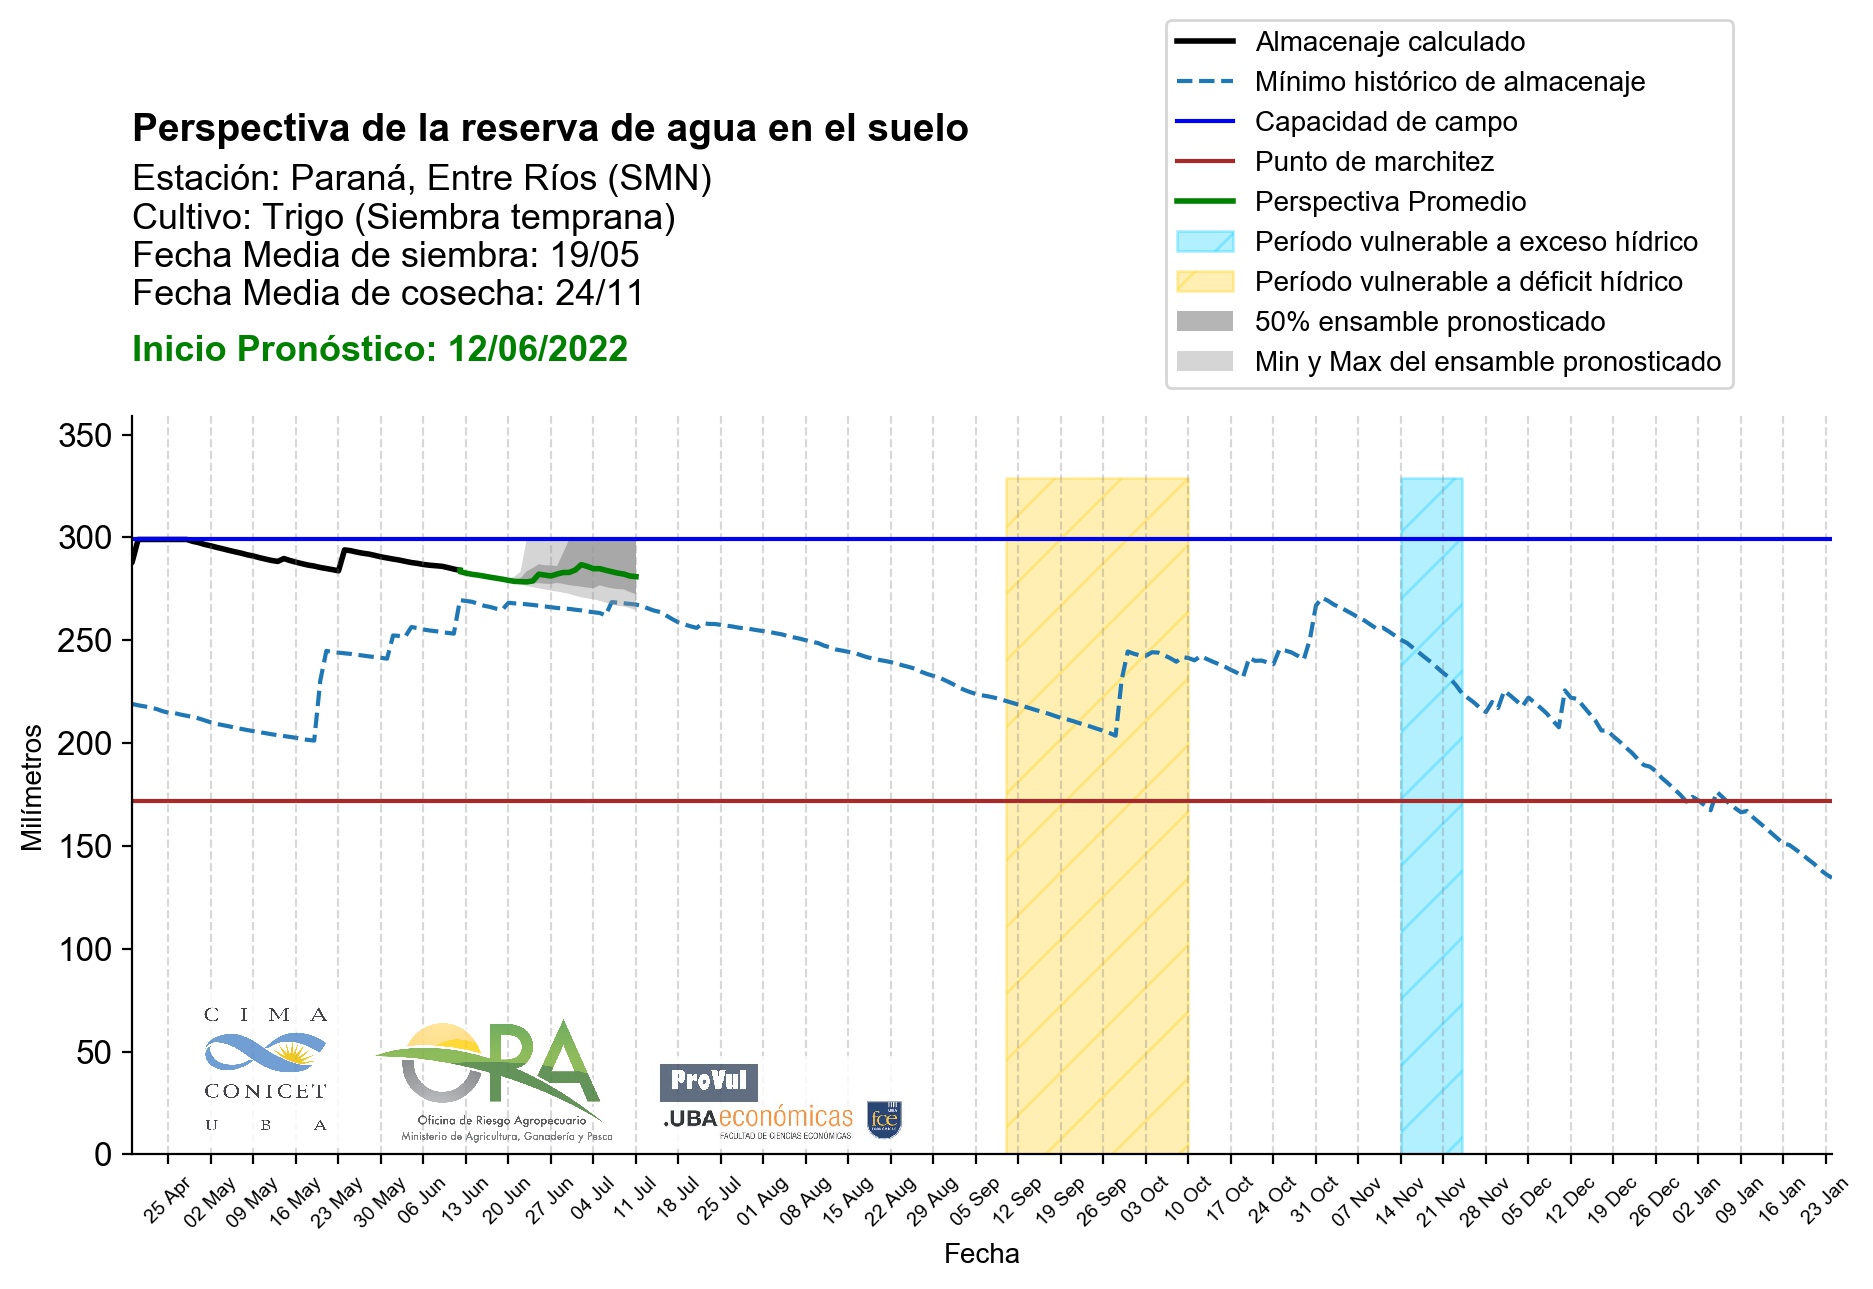 Almacenaje calculado
Mínimo histórico de almacenaje
Capacidad de campo
Punto de marchitez
Perspectiva Promedio
Período vulnerable a exceso hídrico
Período vulnerable a déficit hídrico
50% ensamble pronosticado
Min y Max del ensamble pronosticado
Perspectiva de la reserva de agua en el suelo
Estación: Paraná, Entre Ríos (SMN)
Cultivo: Trigo (Siembra temprana)
Fecha Media de siembra: 19/05
Fecha Media de cosecha: 24/11
Inicio Pronóstico: 12/06/2022
350
300
250
200
150
100
50
0
Milímetros
CIMA
CONICET
UBA
ORA
Oficina de Riesgo Agropecuario
Ministerio de Agricultura, Ganadería y Pesca
ProVul
.UBAeconómicas
FACULTAD DE CIENCIAS ECONÓMICAS
fce
25 Apr
02 May
09 May
16 May
23 May
30 May
06 Jun
13 Jun
20 Jun
27 Jun
04 Jul
11 Jul
18 Jul
25 Jul
01 Aug
08 Aug
15 Aug
22 Aug
29 Aug
05 Sep
12 Sep
19 Sep
26 Sep
03 Oct
10 Oct
17 Oct
24 Oct
31 Oct
07 Nov
14 Nov
21 Nov
28 Nov
05 Dec
12 Dec
19 Dec
26 Dec
02 Jan
09 Jan
16 Jan
23 Jan
Fecha